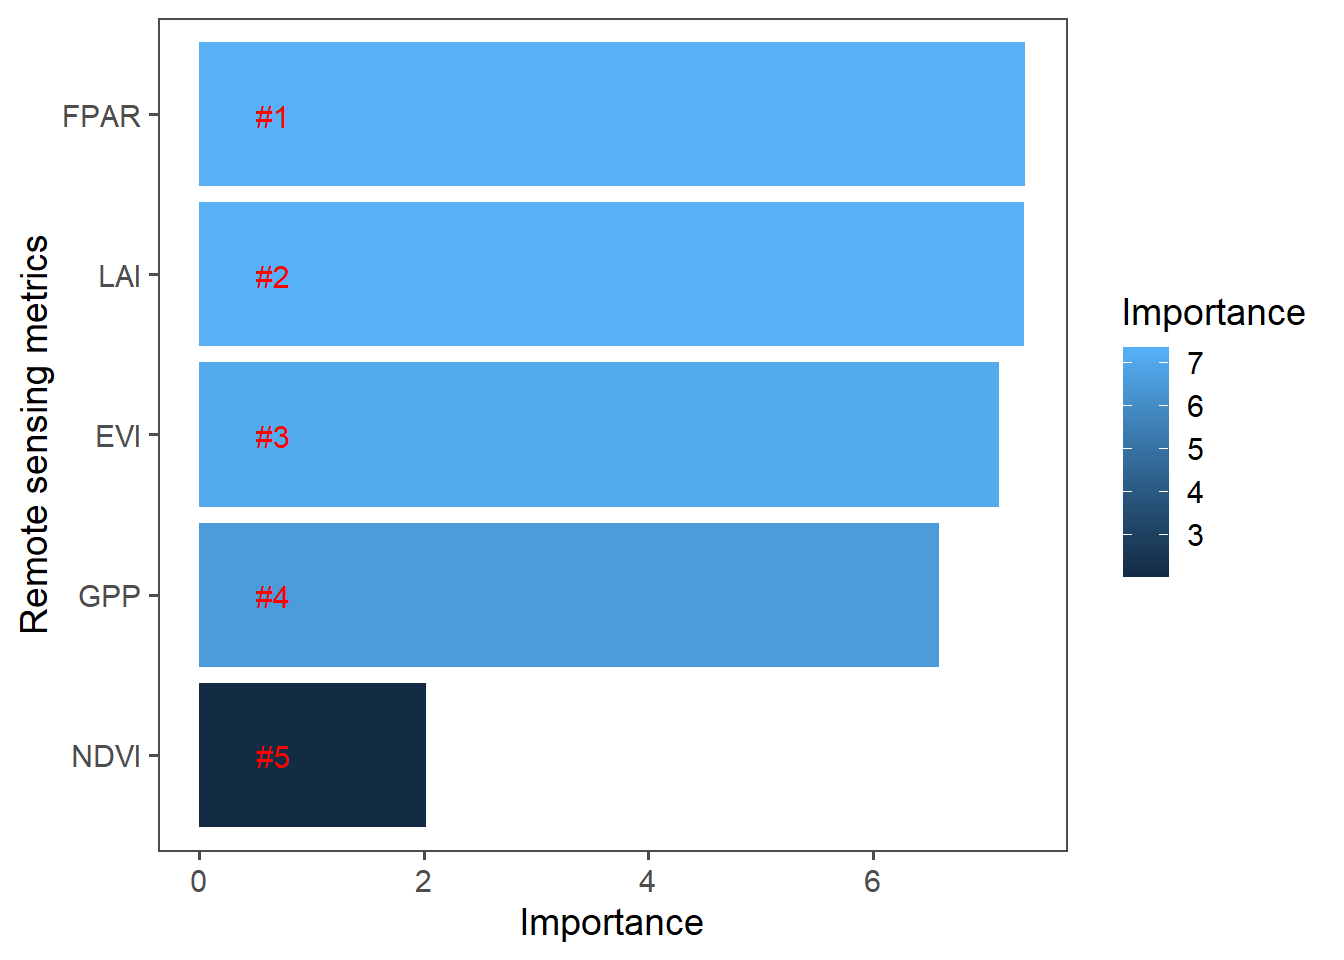 Remote sensing metrics
FPAR
#1
LAI
#2
EVI
#3
GPP
#4
NDVI
#5
0 2 4 6
Importance
Importance
7
6
5
4
3